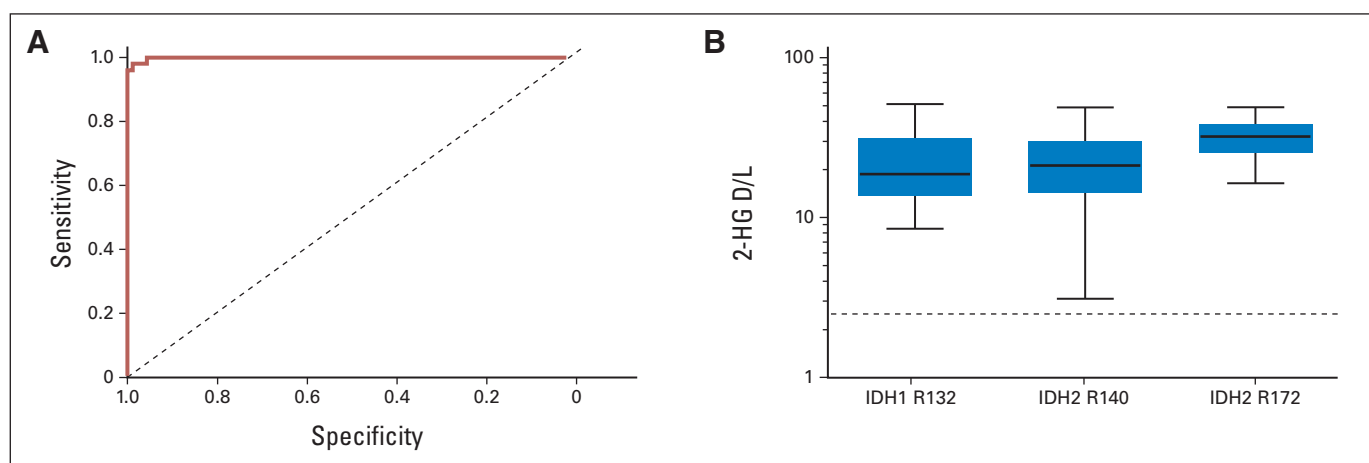 A
1.0
0.8
0.6
0.4
0.2
0
Sensitivity
1.0 0.8 0.6 0.4 0.2 0
Specificity
B
100
10
1
2-HG D/L
IDH1 R132 IDH2 R140 IDH2 R172